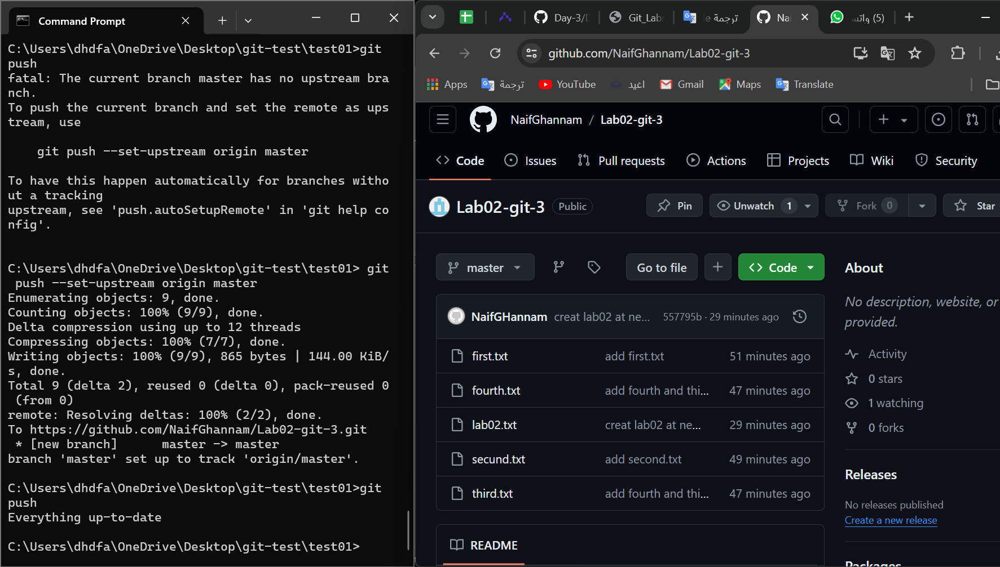 Command Prompt
C:\Users\dhdfa\OneDrive\Desktop\git-test\test01>git
push
fatal: The current branch master has no upstream bra
nch.
To push the current branch and set the remote as ups
tream, use
git push --set-upstream origin master
To have this happen automatically for branches witho
ut a tracking
upstream, see 'push.autoSetupRemote' in 'git help co
nfig'.
C:\Users\dhdfa\OneDrive\Desktop\git-test\test01> git
push --set-upstream origin master
Enumerating objects: 9, done.
Counting objects: 100% (9/9), done.
Delta compression using up to 12 threads
Compressing objects: 100% (7/7), done.
Writing objects: 100% (9/9), 865 bytes | 144.00 KiB/
s, done.
Total 9 (delta 2), reused 0 (delta 0), pack-reused 0
(from 0)
remote: Resolving deltas: 100% (2/2), done.
To https://github.com/NaifGhannam/Lab02-git-3.git
* [new branch]      master -> master
branch 'master' set up to track 'origin/master'.
C:\Users\dhdfa\OneDrive\Desktop\git-test\test01>git
push
Everything up-to-date
C:\Users\dhdfa\OneDrive\Desktop\git-test\test01>
Day-3/ Git_Lab ترجمة Nai (5)
github.com/NaifGhannam/Lab02-git-3
Apps ترجمة YouTube اغيد Gmail Maps Translate
NaifGhannam / Lab02-git-3
Code Issues Pull requests Actions Projects Wiki Security
Lab02-git-3 Public Pin Unwatch 1 Fork 0 Star
master Go to file Code
NaifGHannam creat lab02 at ne... 557795b · 29 minutes ago
first.txt add first.txt 51 minutes ago
fourth.txt add fourth and thi... 47 minutes ago
lab02.txt creat lab02 at ne... 29 minutes ago
secund.txt add second.txt 49 minutes ago
third.txt add fourth and thi... 47 minutes ago
README
About
No description, website, or
provided.
Activity
0 stars
1 watching
0 forks
Releases
No releases published
Create a new release
Packages